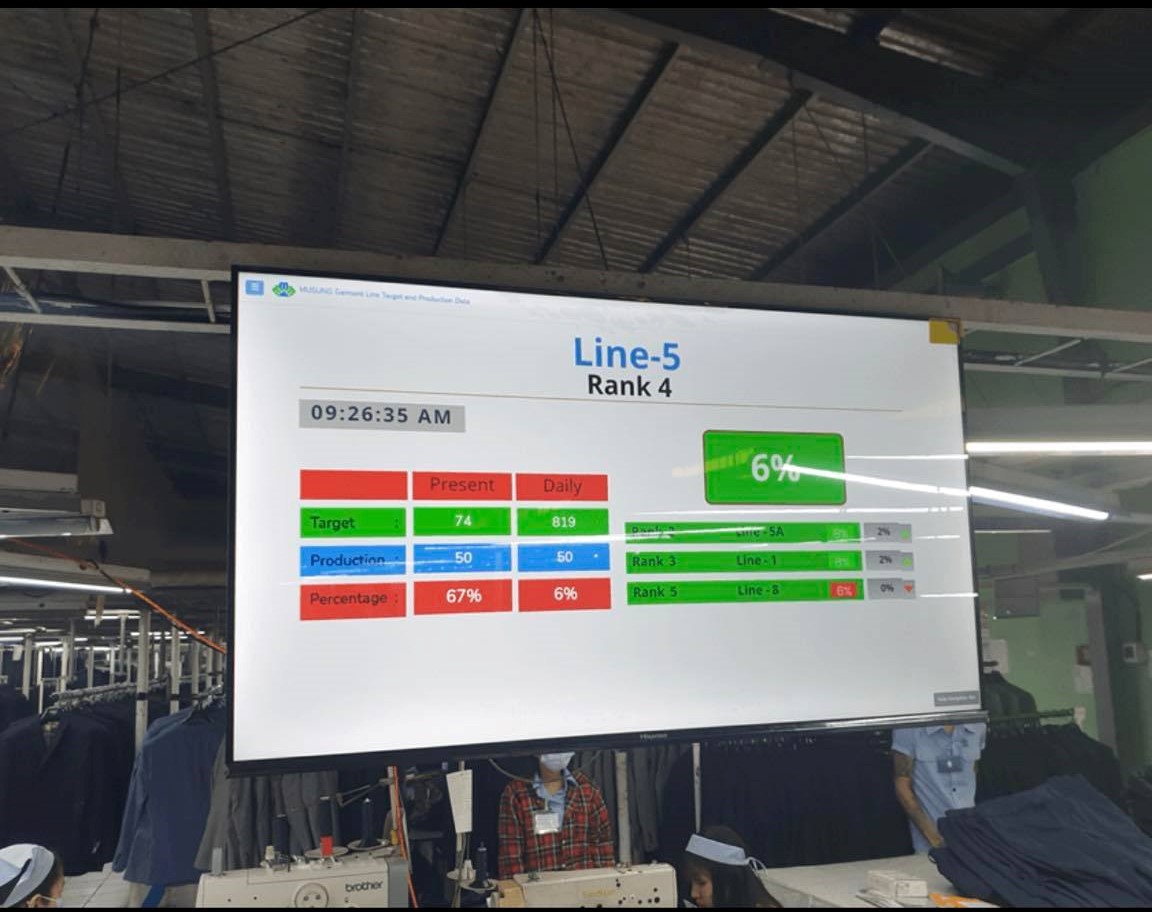 MUSUNG Garment Line Target and Production Data
Line-5
Rank 4
09:26:35 AM
6%
Present Daily
Target : 74 819
Production : 50 50
Percentage : 67% 6%
Rank 2 Line-5A 2%
Rank 3 Line-1 8% 2%
Rank 5 Line-8 6% 0%
Hisense
brother